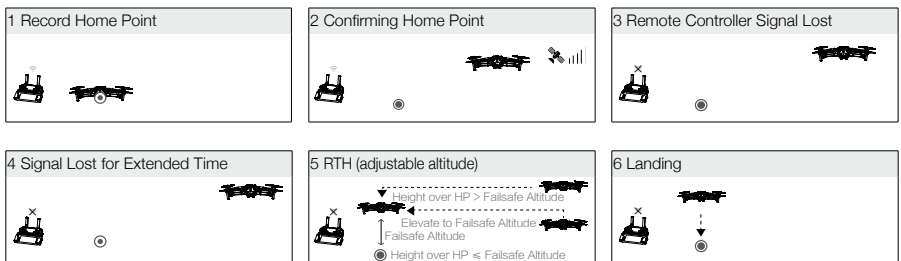 1 Record Home Point
2 Confirming Home Point
3 Remote Controller Signal Lost
4 Signal Lost for Extended Time
5 RTH (adjustable altitude)
Height over HP > Failsafe Altitude
Elevate to Failsafe Altitude
Failsafe Altitude
Height over HP ≤ Failsafe Altitude
6 Landing